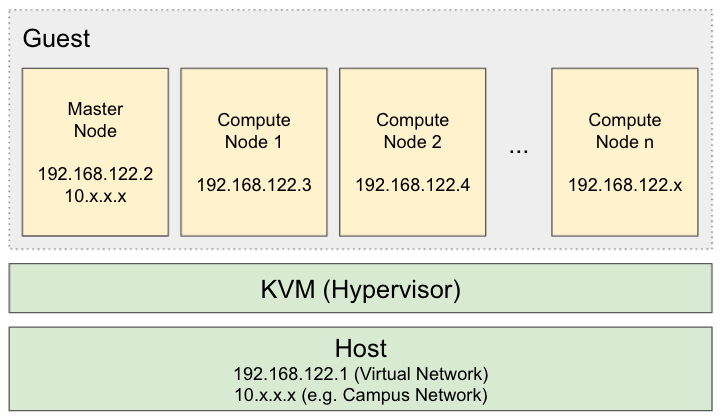 Guest
Master
Node
192.168.122.2
10.x.x.x
Compute
Node 1
192.168.122.3
Compute
Node 2
192.168.122.4
...
Compute
Node n
192.168.122.x
KVM (Hypervisor)
Host
192.168.122.1 (Virtual Network)
10.x.x.x (e.g. Campus Network)